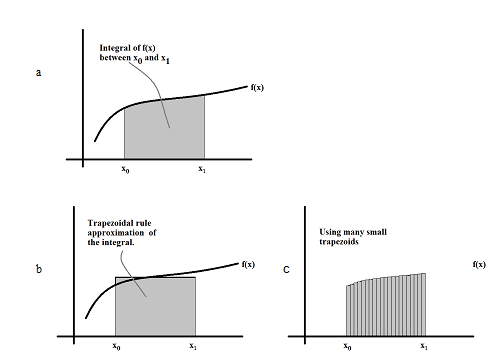 a
Integral of f(x)
between x0 and x1
f(x)
x0
x1
b
Trapezoidal rule
approximation of
the integral.
f(x)
x0
x1
c
Using many small
trapezoids
f(x)
x0
x1